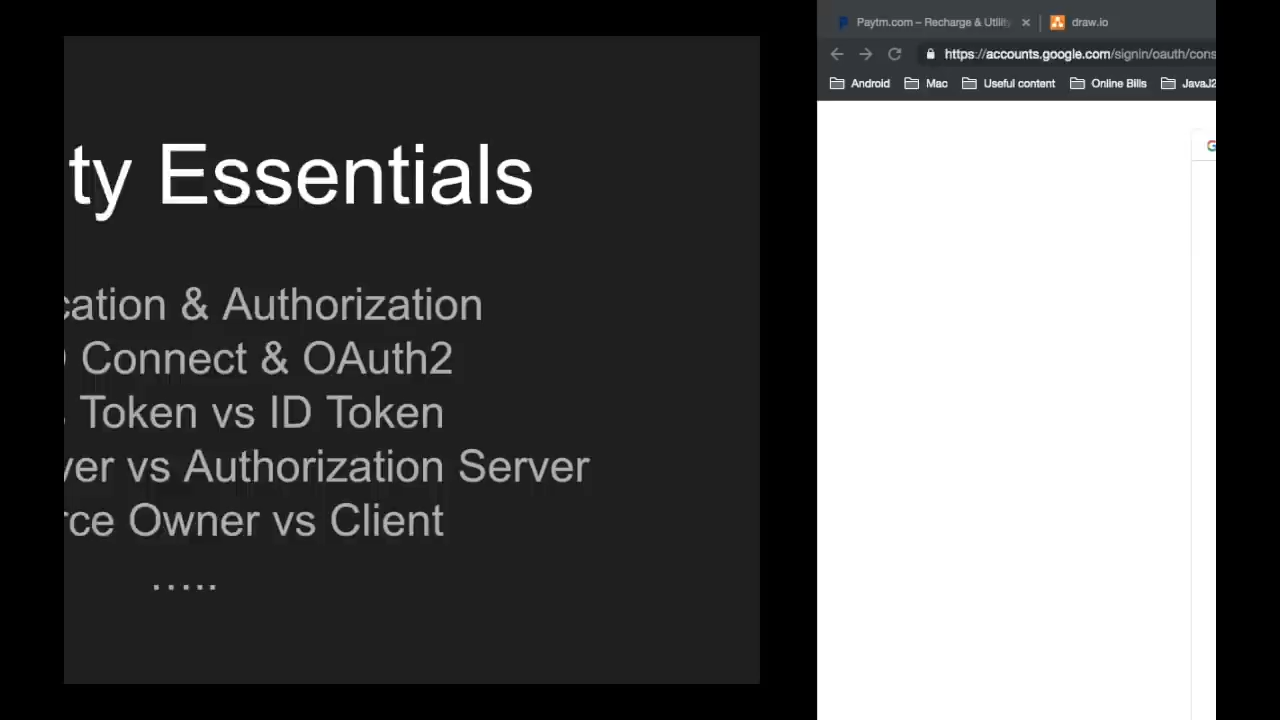 ty Essentials
cation & Authorization
Connect & OAuth2
Token vs ID Token
ver vs Authorization Server
rce Owner vs Client
.....
Paytm.com – Recharge & Utility
draw.io
https://accounts.google.com/signin/oauth/cons
Android
Mac
Useful content
Online Bills
JavaJ2